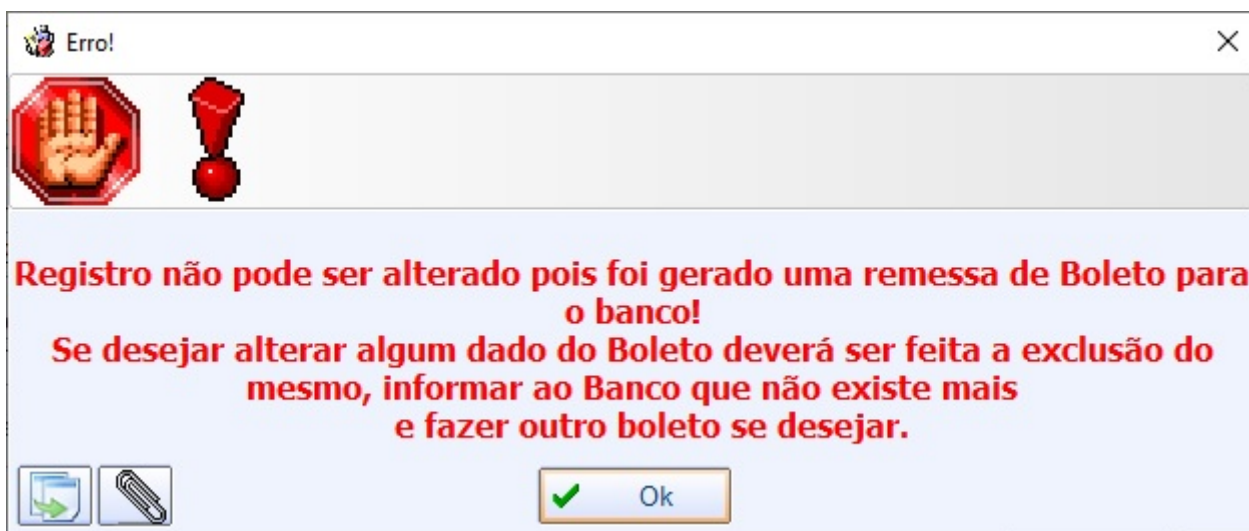 Erro!
Registro não pode ser alterado pois foi gerado uma remessa de Boleto para
o banco!
Se desejar alterar algum dado do Boleto deverá ser feita a exclusão do
mesmo, informar ao Banco que não existe mais
e fazer outro boleto se desejar.
Ok